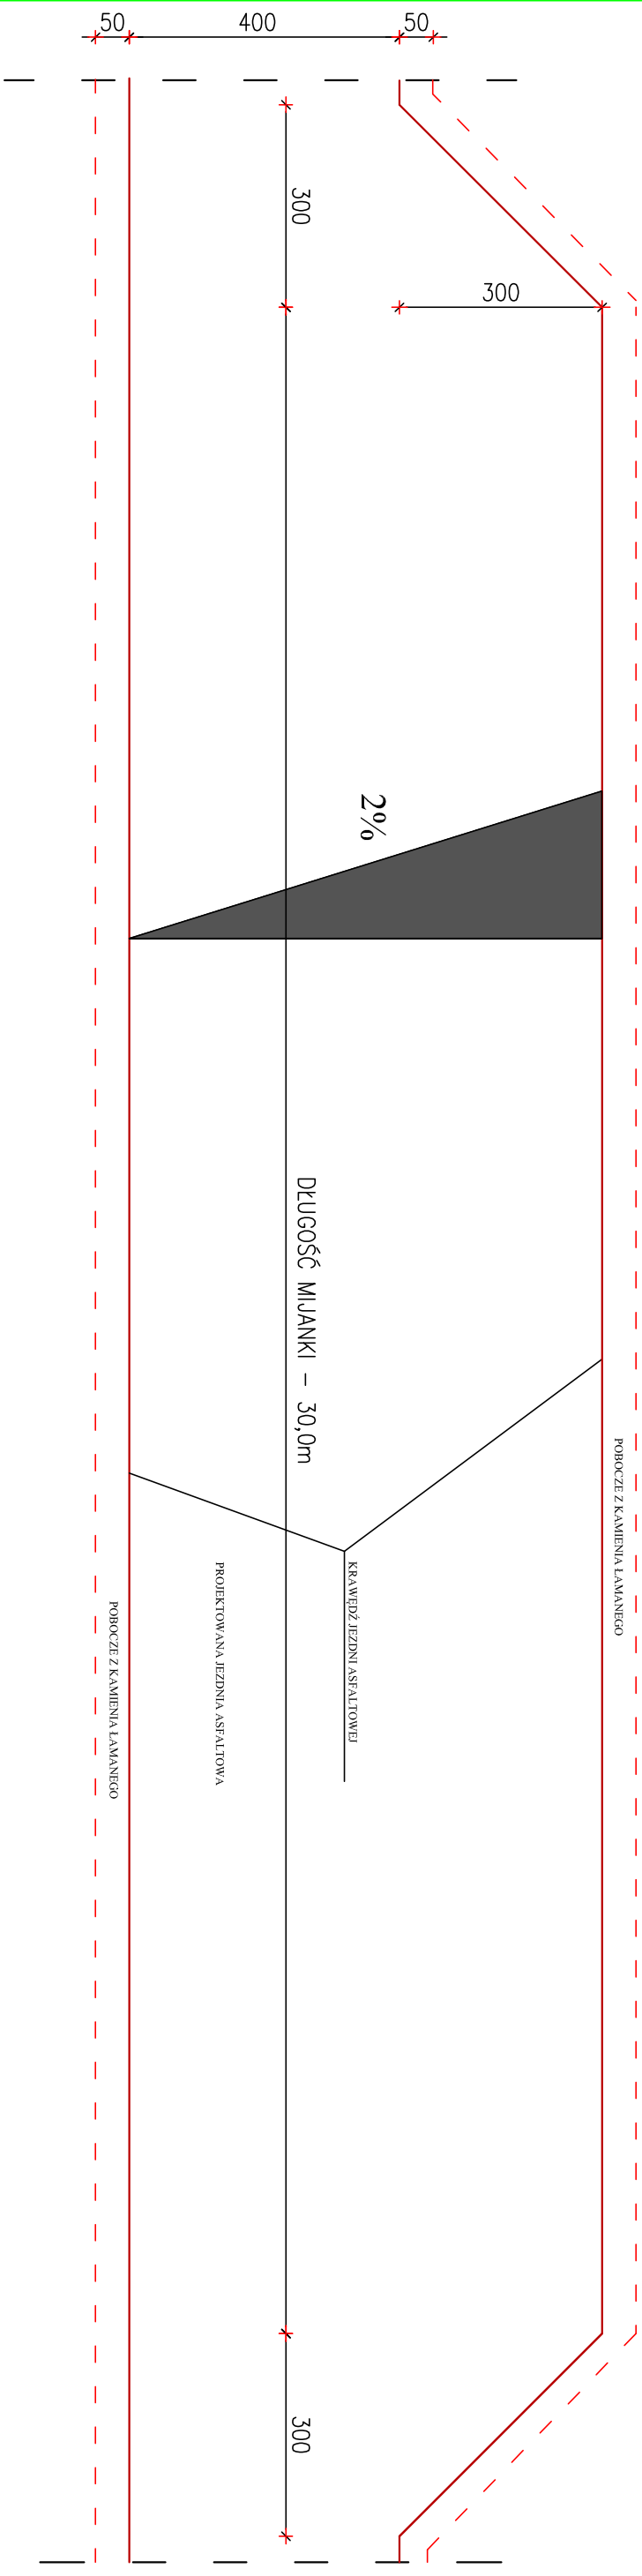 50
400
50
300
300
2%
DŁUGOŚĆ MIJANKI – 30,0m
POBOCZE Z KAMIENIA ŁAMANEGO
KRAWĘDŹ JEZDNI ASFALTOWEJ
PROJEKTOWANA JEZDNIA ASFALTOWA
POBOCZE Z KAMIENIA ŁAMANEGO
300